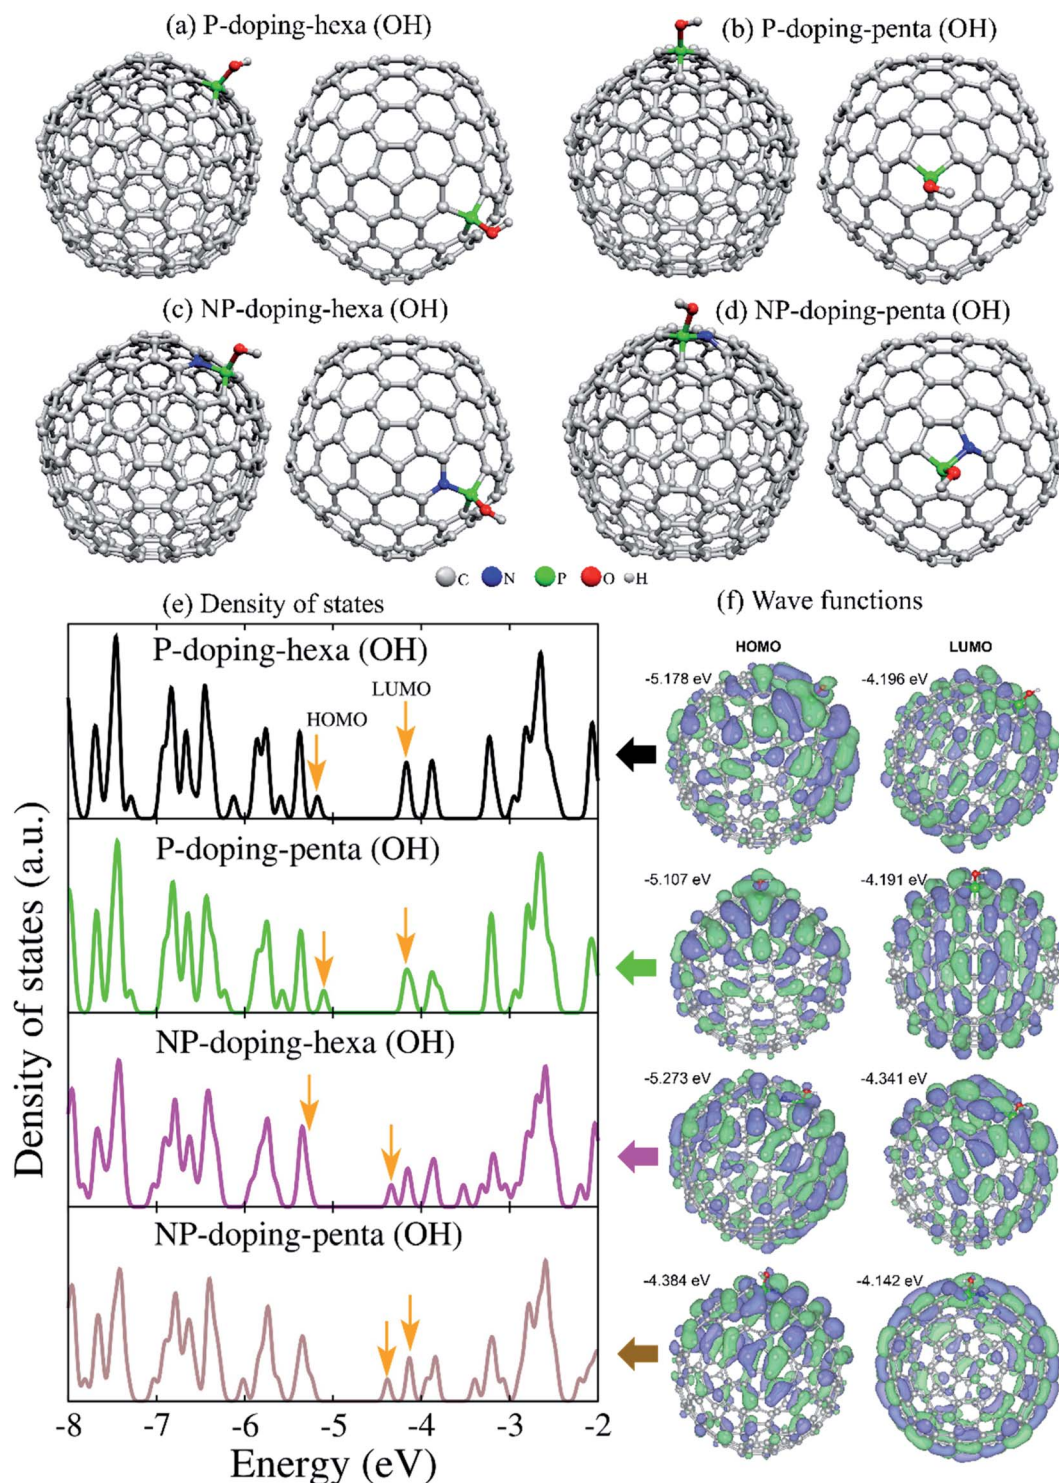 (a) P-doping-hexa (OH)
(b) P-doping-penta (OH)
(c) NP-doping-hexa (OH)
(d) NP-doping-penta (OH)
C N P O H
(e) Density of states
(f) Wave functions
Density of states (a.u.)
P-doping-hexa (OH)
LUMO
HOMO
P-doping-penta (OH)
NP-doping-hexa (OH)
NP-doping-penta (OH)
-8 -7 -6 -5 -4 -3 -2
Energy (eV)
HOMO LUMO
-5.178 eV -4.196 eV
-5.107 eV -4.191 eV
-5.273 eV -4.341 eV
-4.384 eV -4.142 eV